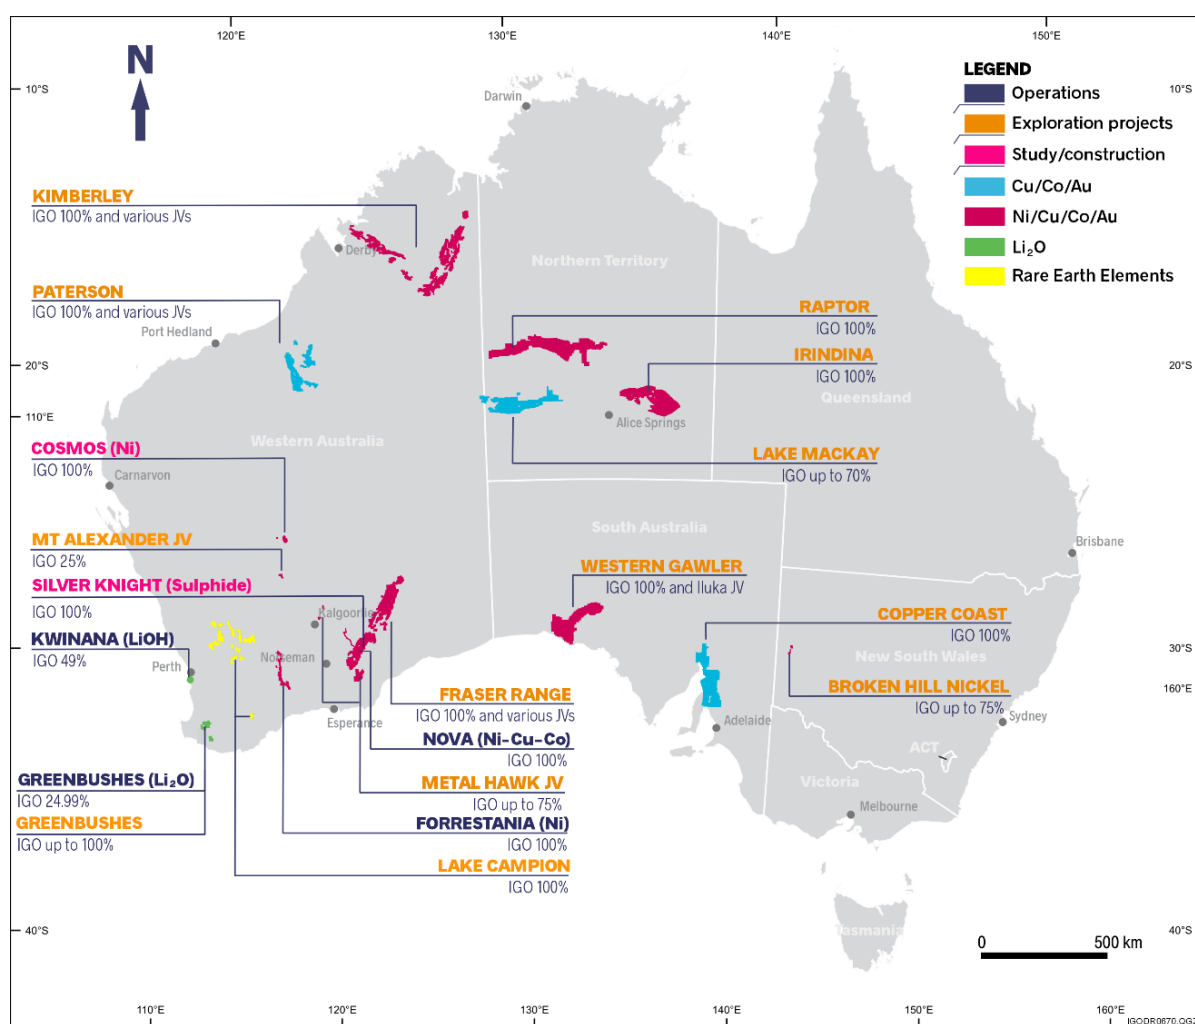 120°E
130°E
140°E
150°E
N
LEGEND
Operations
Exploration projects
Study/construction
Cu/Co/Au
Ni/Cu/Co/Au
Li₂O
Rare Earth Elements
10°S
10°S
Darwin
KIMBERLEY
IGO 100% and various JVs
Derby
Northern Territory
PATERSON
IGO 100% and various JVs
Port Hedland
RAPTOR
IGO 100%
IRINDINA
IGO 100%
20°S
20°S
Queensland
110°E
Alice Springs
Western Australia
COSMOS (Ni)
IGO 100%
LAKE MACKAY
IGO up to 70%
Carnarvon
South Australia
MT ALEXANDER JV
IGO 25%
Brisbane
WESTERN GAWLER
IGO 100% and Iluka JV
SILVER KNIGHT (Sulphide)
IGO 100%
Kalgoorlie
COPPER COAST
IGO 100%
KWINANA (LiOH)
IGO 49%
Perth
Norseman
30°S
New South Wales
160°E
BROKEN HILL NICKEL
IGO up to 75%
FRASER RANGE
IGO 100% and various JVs
Esperance
Adelaide
Sydney
NOVA (Ni-Cu-Co)
IGO 100%
ACT
GREENBUSHES (Li₂O)
IGO 24.99%
METAL HAWK JV
IGO up to 75%
Victoria
Melbourne
GREENBUSHES
IGO up to 100%
FORRESTANIA (Ni)
IGO 100%
LAKE CAMPION
IGO 100%
40°S
40°S
Tasmania
0
500 km
110°E
120°E
130°E
140°E
150°E
160°E